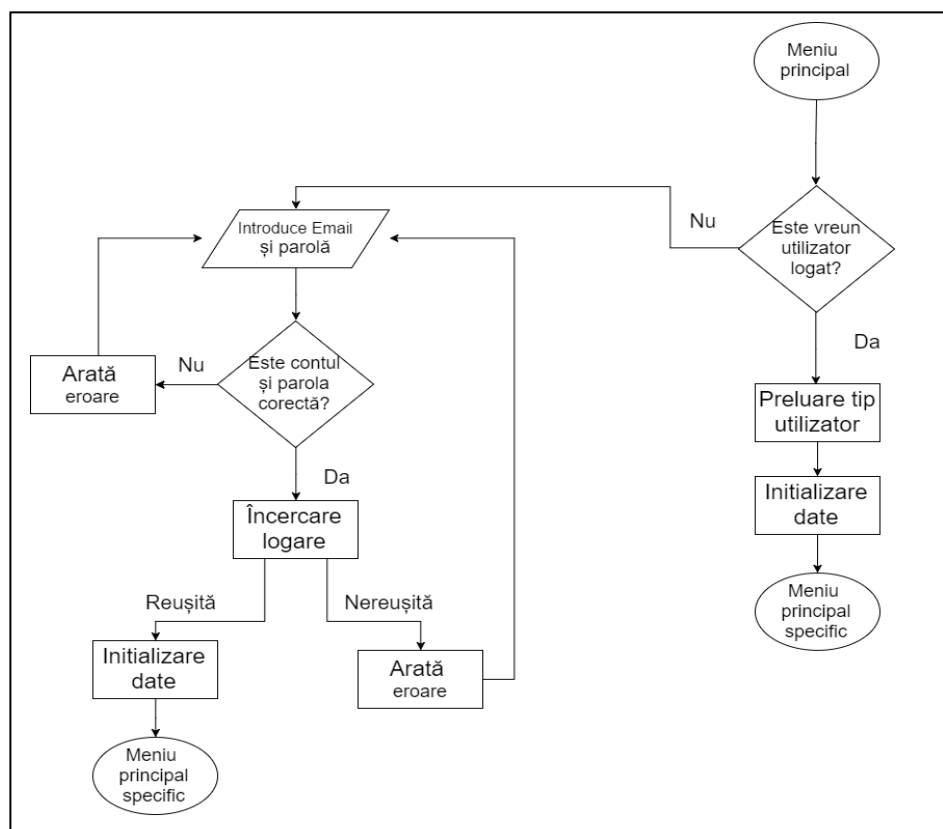 Meniu
principal
Este vreun
utilizator
logat?
Nu
Da
Introduce Email
și parolă
Este contul
și parola
corectă?
Nu
Arată
eroare
Da
Preluare tip
utilizator
Initializare
date
Meniu
principal
specific
Încercare
logare
Reușită
Nereușită
Initializare
date
Arată
eroare
Meniu
principal
specific